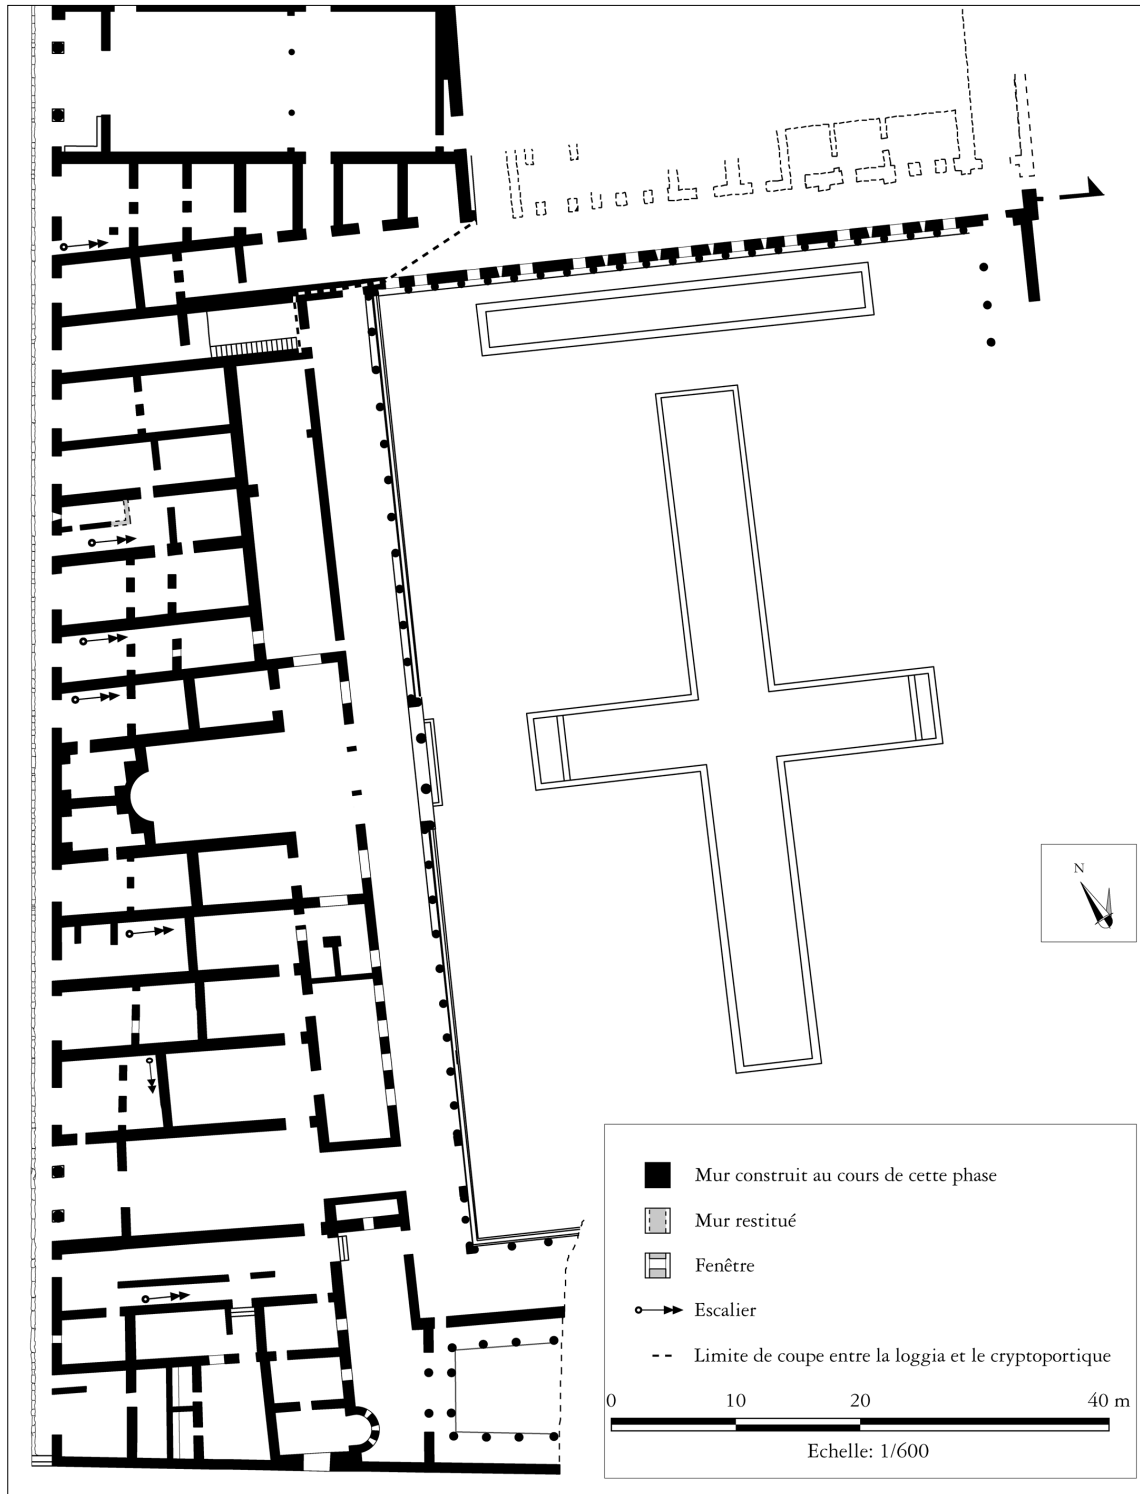 N
Mur construit au cours de cette phase
Mur restitué
Fenêtre
Escalier
Limite de coupe entre la loggia et le cryptoportique
0 10 20 40 m
Echelle: 1/600